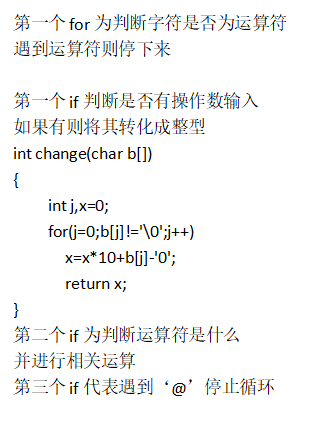 第一个 for 为判断字符是否为运算符
遇到运算符则停下来
第一个 if 判断是否有操作数输入
如果有则将其转化成整型
int change(char b[])
{
int j,x=0;
for(j=0;b[j]!='\0';j++)
x=x*10+b[j]-'0';
return x;
}
第二个 if 为判断运算符是什么
并进行相关运算
第三个 if 代表遇到‘@’停止循环